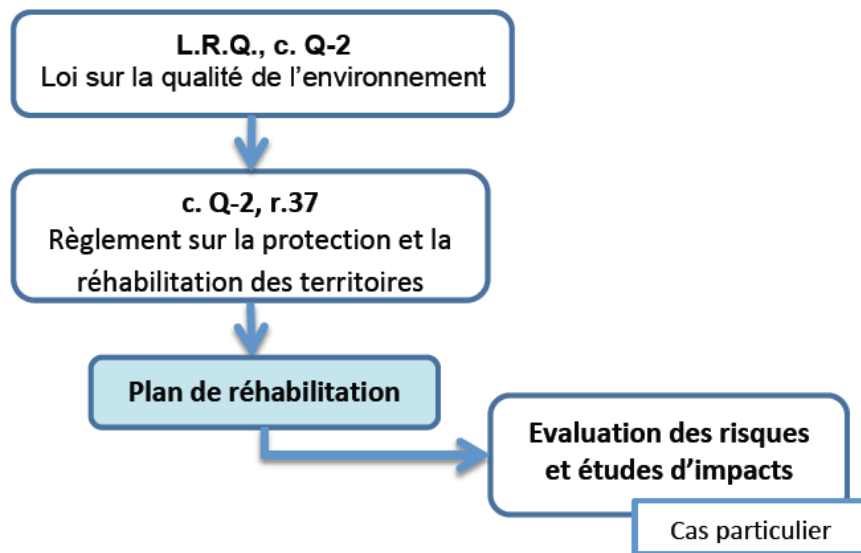 L.R.Q., c. Q-2
Loi sur la qualité de l'environnement
c. Q-2, r.37
Règlement sur la protection et la
réhabilitation des territoires
Plan de réhabilitation
Evaluation des risques
et études d'impacts
Cas particulier